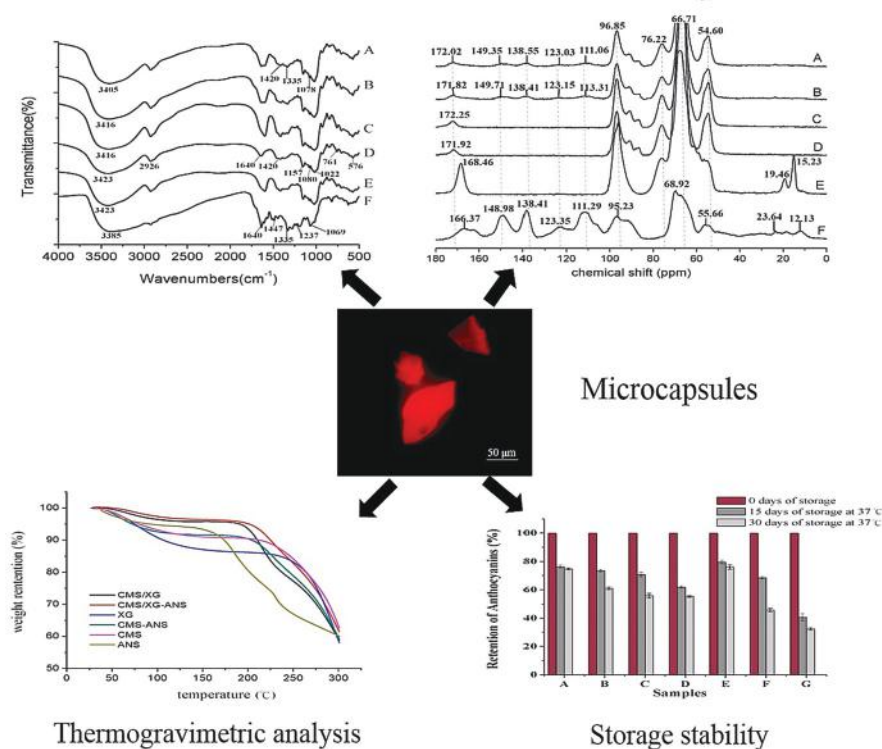 Transmittance(%)
A
B
C
D
E
F
3405
1420
1335
1078
3416
3416
2926
1640
1420
1157
1080
1022
761
576
3423
3423
3385
1640
1447
1335
1237
1069
4000 3500 3000 2500 2000 1500 1000 500
Wavenumbers(cm-1)
172.02 149.35 138.55 123.03 111.06 96.85 76.22 66.71 54.60 A
171.82 149.71 138.41 123.15 113.31 B
172.25 C
171.92 D
168.46 19.46 15.23 E
166.37 148.98 138.41 123.35 111.29 95.23 68.92 55.66 23.64 12.13 F
180 160 140 120 100 80 60 40 20 0
chemical shift (ppm)
50 μm
Microcapsules
weight rentention (%)
100
90
80
70
60
50
CMS/XG
CMS/XG-ANS
XG
CMS-ANS
CMS
ANS
0 50 100 150 200 250 300
temperature (℃)
Thermogravimetric analysis
0 days of storage
15 days of storage at 37℃
30 days of storage at 37℃
Retention of Anthocyanins (%)
100
80
60
40
20
0
A B C D E F G
Samples
Storage stability